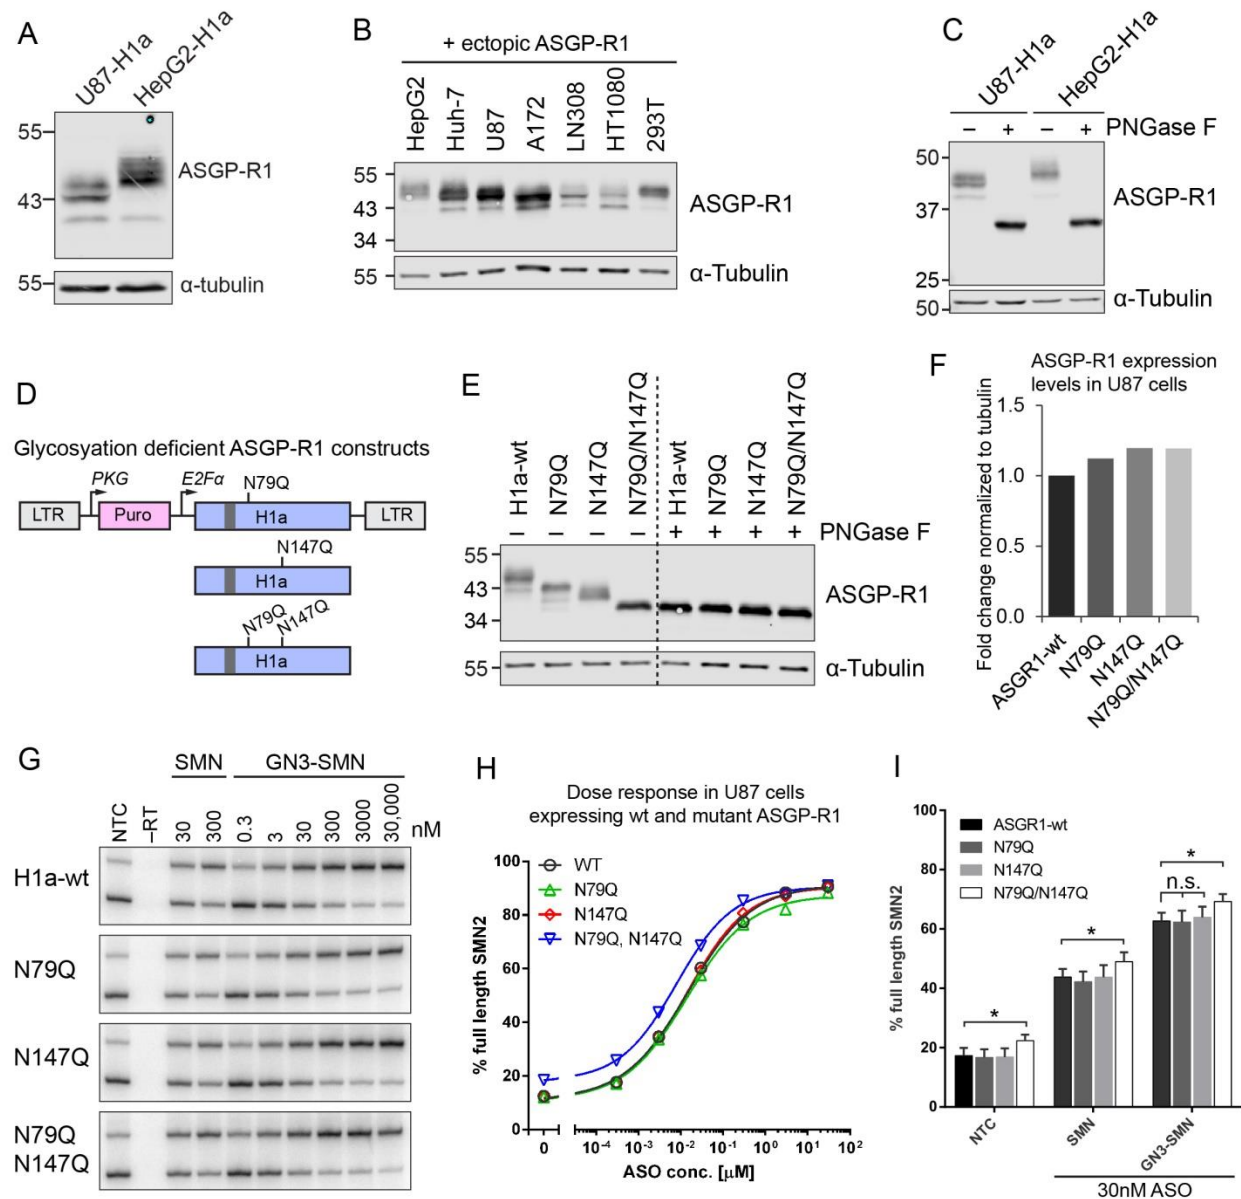 A
U87-H1a
HepG2-H1a
55
43
ASGP-R1
55
α-tubulin
B
+ ectopic ASGP-R1
HepG2
Huh-7
U87
A172
LN308
HT1080
293T
55
43
34
ASGP-R1
55
α-Tubulin
C
U87-H1a
HepG2-H1a
– + – + PNGase F
50
37
25
ASGP-R1
50
α-Tubulin
D
Glycosyation deficient ASGP-R1 constructs
PKG E2Fα N79Q
LTR Puro H1a LTR
N147Q
H1a
N79Q N147Q
H1a
E
H1a-wt
N79Q
N147Q
N79Q/N147Q
H1a-wt
N79Q
N147Q
N79Q/N147Q
– – – – + + + + PNGase F
55
43
34
ASGP-R1
55
α-Tubulin
F
ASGP-R1 expression
levels in U87 cells
Fold change normalized to tubulin
1.5
1.0
0.5
0.0
ASGR1-wt
N79Q
N147Q
N79Q/N147Q
G
SMN GN3-SMN
NTC –RT 30 300 0.3 3 30 300 3000 30,000 nM
H1a-wt
N79Q
N147Q
N79Q
N147Q
H
Dose response in U87 cells
expressing wt and mutant ASGP-R1
% full length SMN2
100
80
60
40
20
0
WT
N79Q
N147Q
N79Q, N147Q
0 10⁻⁴ 10⁻³ 10⁻² 10⁻¹ 10⁰ 10¹ 10²
ASO conc. [μM]
I
% full length SMN2
100
80
60
40
20
0
ASGR1-wt
N79Q
N147Q
N79Q/N147Q
*
*
*
n.s.
NTC
SMN
GN3-SMN
30nM ASO